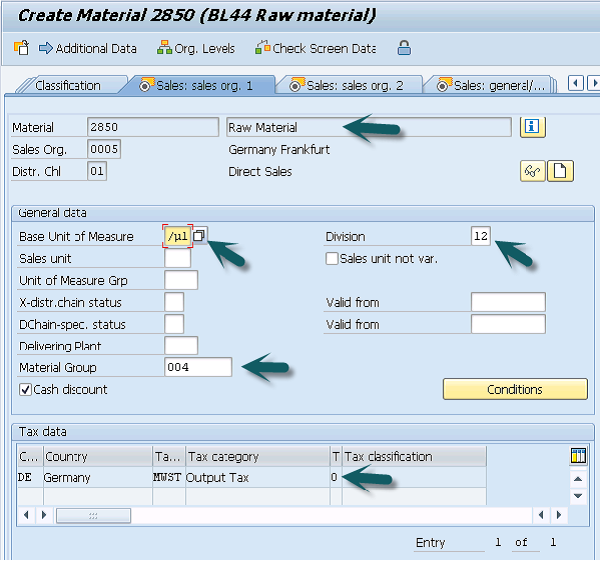 Create Material 2850 (BL44 Raw material)
Additional Data Org. Levels Check Screen Data
Classification Sales: sales org. 1 Sales: sales org. 2 Sales: general/...
Material 2850 Raw Material
Sales Org. 0005 Germany Frankfurt
Distr. Chl 01 Direct Sales
General data
Base Unit of Measure /µl Division 12
Sales unit Sales unit not var.
Unit of Measure Grp
X-distr.chain status Valid from
DChain-spec. status Valid from
Delivering Plant
Material Group 004
Cash discount Conditions
Tax data
C... Country Ta... Tax category T Tax classification
DE Germany MWST Output Tax 0
Entry 1 of 1